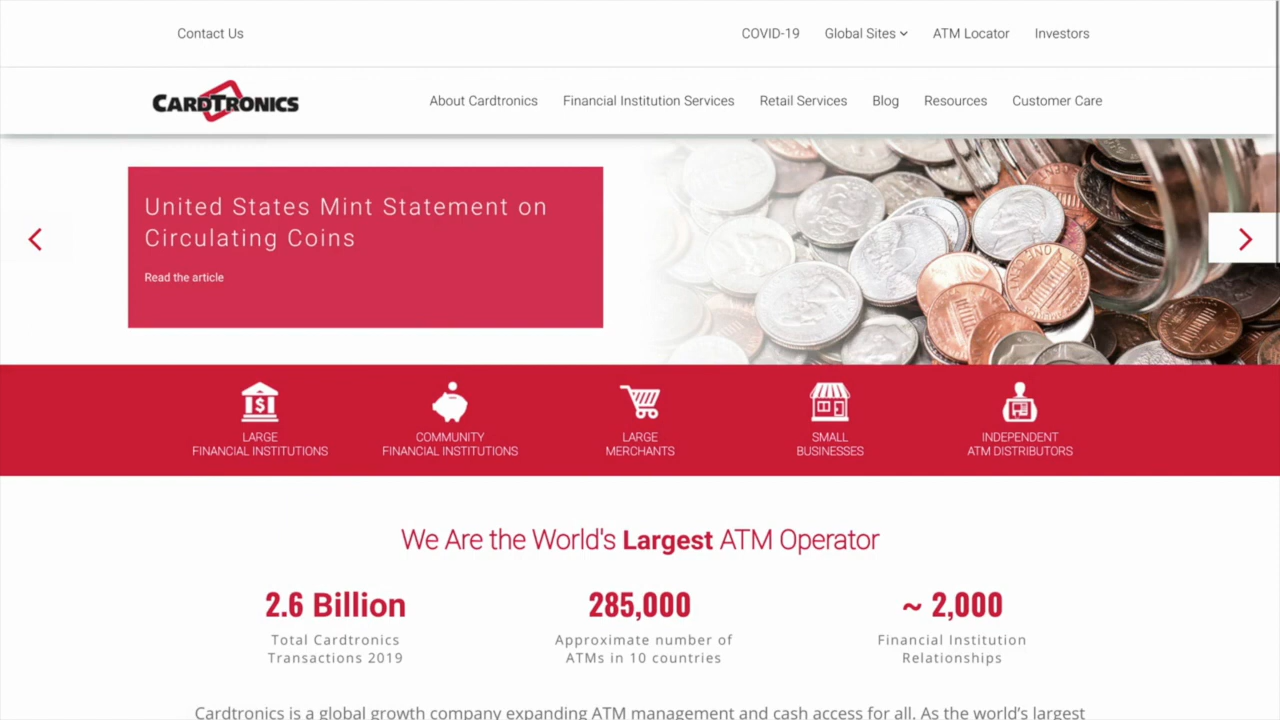 Contact Us
COVID-19
Global Sites
ATM Locator
Investors
CARDTRONICS
About Cardtronics
Financial Institution Services
Retail Services
Blog
Resources
Customer Care
United States Mint Statement on
Circulating Coins
Read the article
LARGE
FINANCIAL INSTITUTIONS
COMMUNITY
FINANCIAL INSTITUTIONS
LARGE
MERCHANTS
SMALL
BUSINESSES
INDEPENDENT
ATM DISTRIBUTORS
We Are the World's Largest ATM Operator
2.6 Billion
Total Cardtronics
Transactions 2019
285,000
Approximate number of
ATMs in 10 countries
~ 2,000
Financial Institution
Relationships
Cardtronics is a global growth company expanding ATM management and cash access for all. As the world's largest